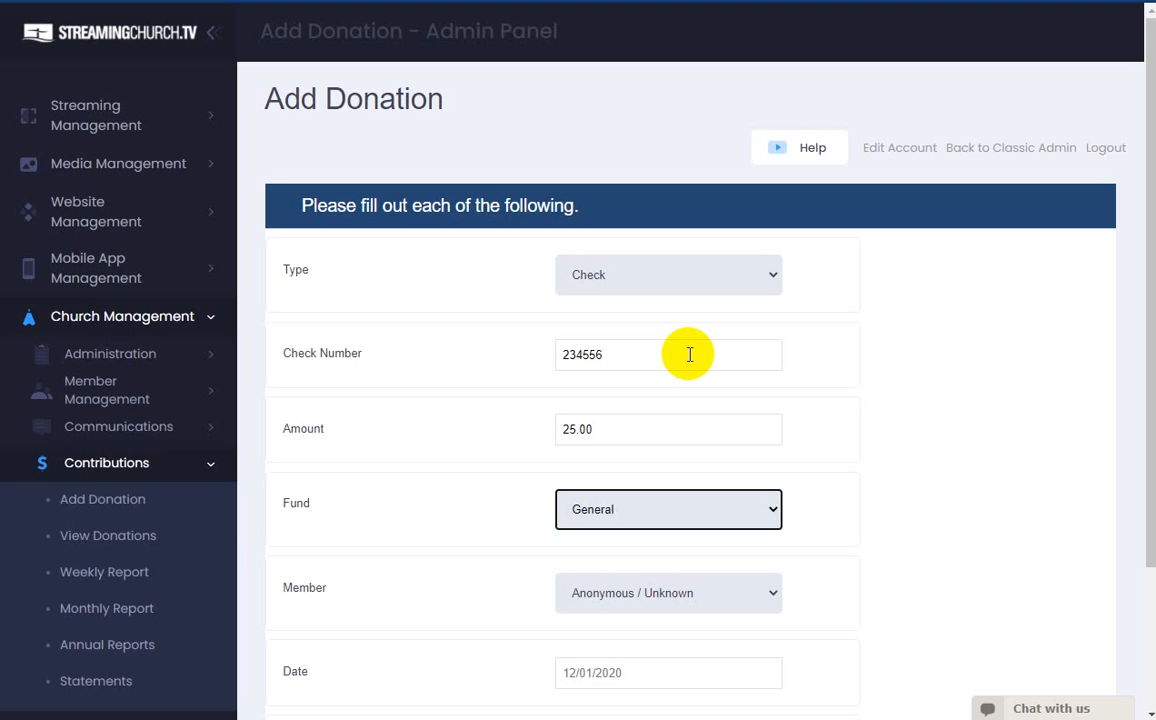 STREAMINGCHURCH.TV
Add Donation - Admin Panel
Add Donation
Help
Edit Account
Back to Classic Admin
Logout
Streaming
Management
Media Management
Website
Management
Mobile App
Management
Church Management
Administration
Member
Management
Communications
Contributions
Add Donation
View Donations
Weekly Report
Monthly Report
Annual Reports
Statements
Please fill out each of the following.
Type
Check
Check Number
234556
Amount
25.00
Fund
General
Member
Anonymous / Unknown
Date
12/01/2020
Chat with us